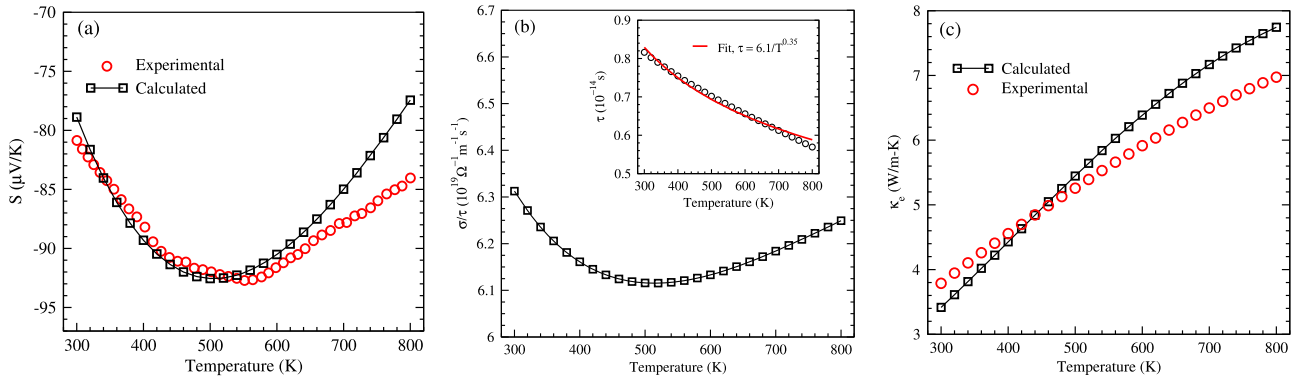 (a)
Experimental
Calculated
-70
-75
-80
-85
-90
-95
S (μV/K)
300 400 500 600 700 800
Temperature (K)
(b)
6.7
6.6
6.5
6.4
6.3
6.2
6.1
6
σ/τ (10¹⁹ Ω⁻¹ m⁻¹ s⁻¹)
300 400 500 600 700 800
Temperature (K)
0.9
0.8
0.7
0.6
0.5
τ (10⁻¹⁴ s)
Fit, τ = 6.1/T^0.35
300 400 500 600 700 800
Temperature (K)
(c)
Calculated
Experimental
8
7
6
5
4
3
κₑ (W/m-K)
300 400 500 600 700 800
Temperature (K)